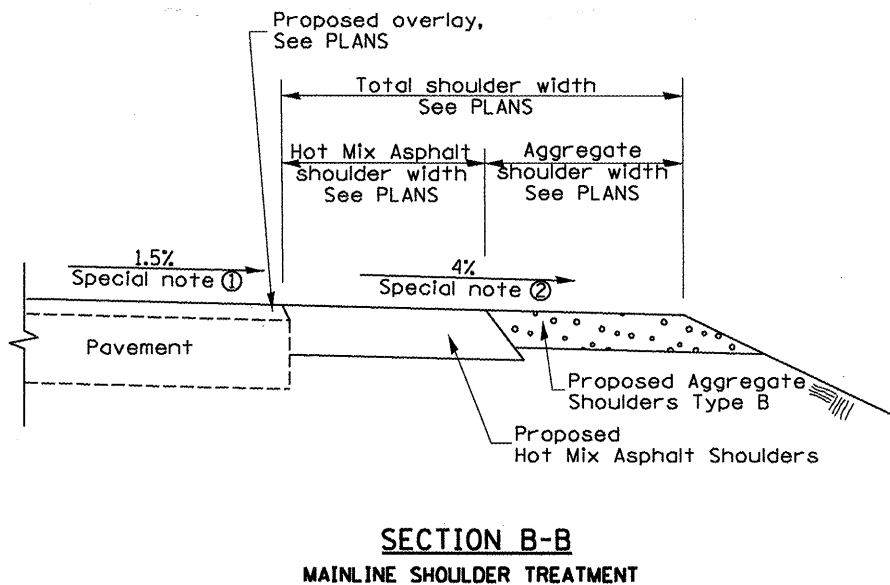 Proposed overlay,
See PLANS
Total shoulder width
See PLANS
Hot Mix Asphalt
shoulder width
See PLANS
Aggregate
shoulder width
See PLANS
1.5%
Special note ①
4%
Special note ②
Pavement
Proposed Aggregate
Shoulders Type B
Proposed
Hot Mix Asphalt Shoulders
SECTION B-B
MAINLINE SHOULDER TREATMENT